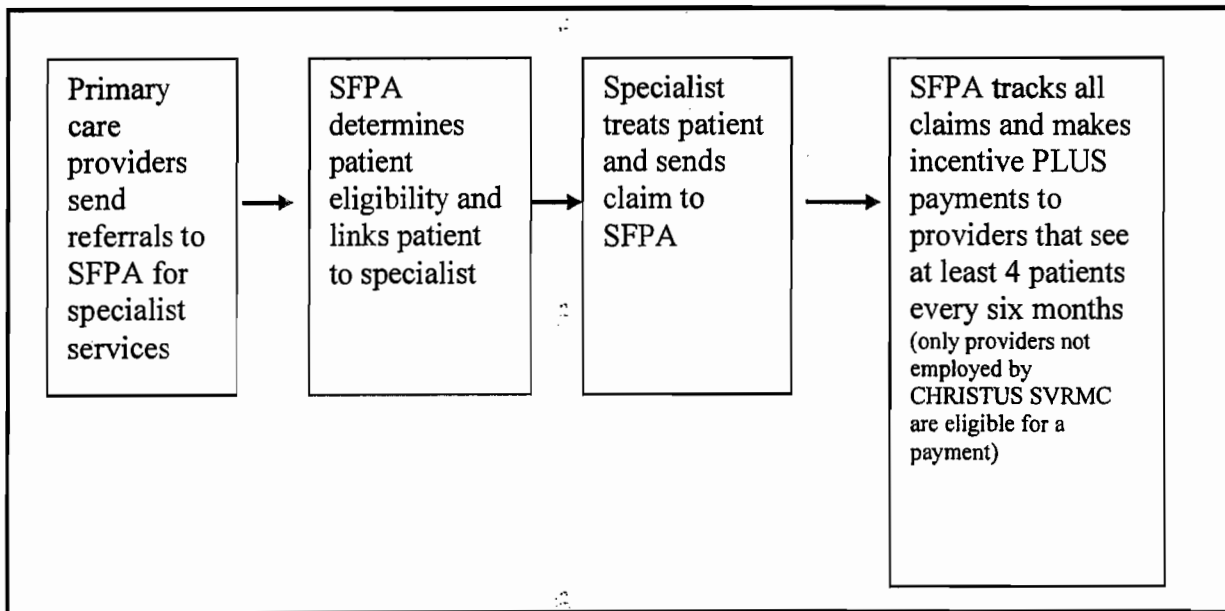 Primary
care
providers
send
referrals to
SFPA for
specialist
services
SFPA
determines
patient
eligibility and
links patient
to specialist
Specialist
treats patient
and sends
claim to
SFPA
SFPA tracks all
claims and makes
incentive PLUS
payments to
providers that see
at least 4 patients
every six months
(only providers not
employed by
CHRISTUS SVRMC
are eligible for a
payment)